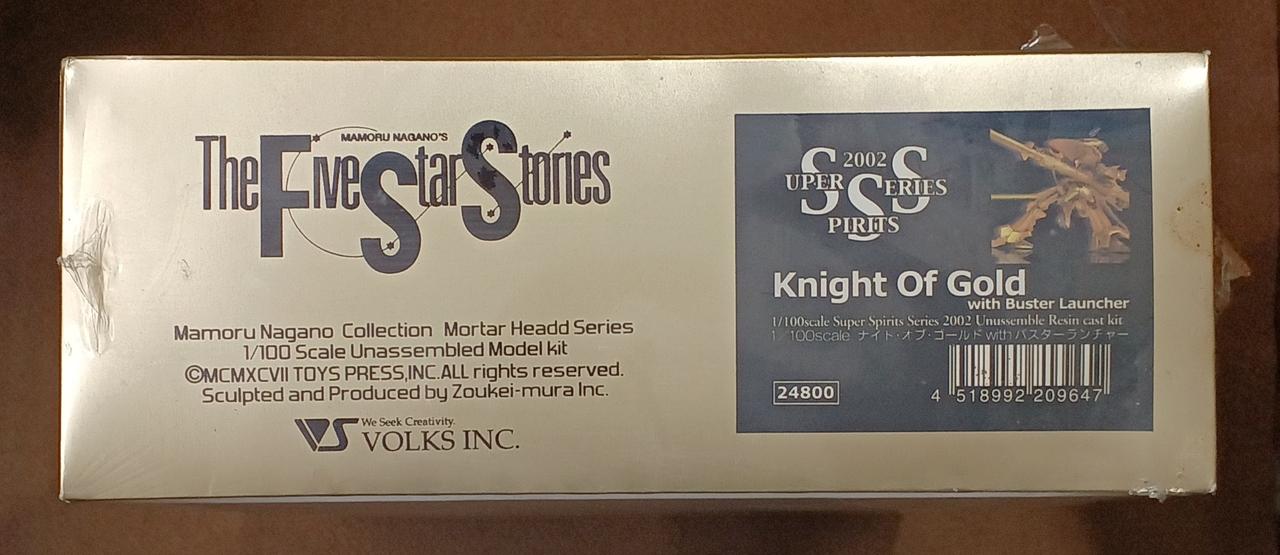 MAMORU NAGANO'S
The Five Star Stories
Mamoru Nagano Collection Mortar Headd Series
1/100 Scale Unassembled Model kit
©MCMXCVII TOYS PRESS,INC.ALL rights reserved.
Sculpted and Produced by Zoukei-mura Inc.
VS We Seek Creativity.
VOLKS INC.
2002
SUPER SERIES
SPIRITS
Knight Of Gold
with Buster Launcher
1/100scale Super Spirits Series 2002 Unussemble Resin cast kit
1/100scale ナイト・オブ・ゴールド withバスターランチャー
24800
4 518992 209647